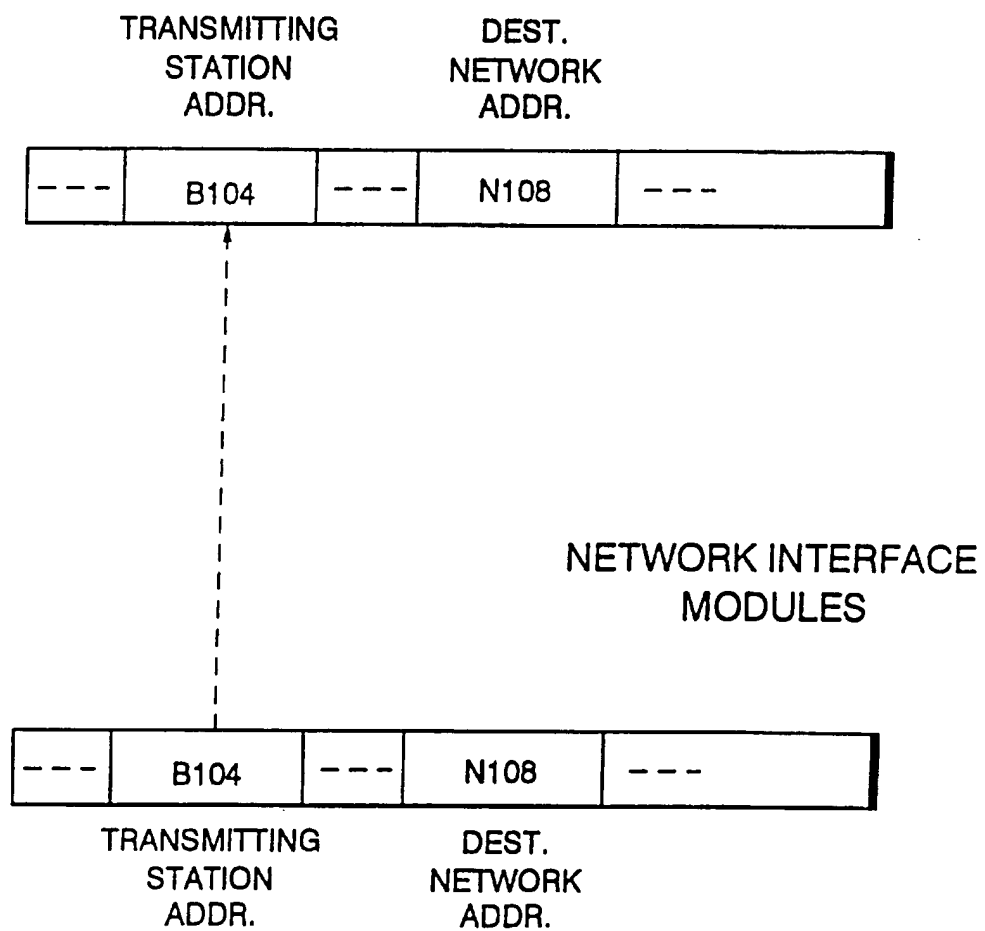 TRANSMITTING STATION ADDR.
DEST. NETWORK ADDR.
--- B104 --- N108 ---
NETWORK INTERFACE
MODULES
--- B104 --- N108 ---
TRANSMITTING STATION ADDR.
DEST. NETWORK ADDR.